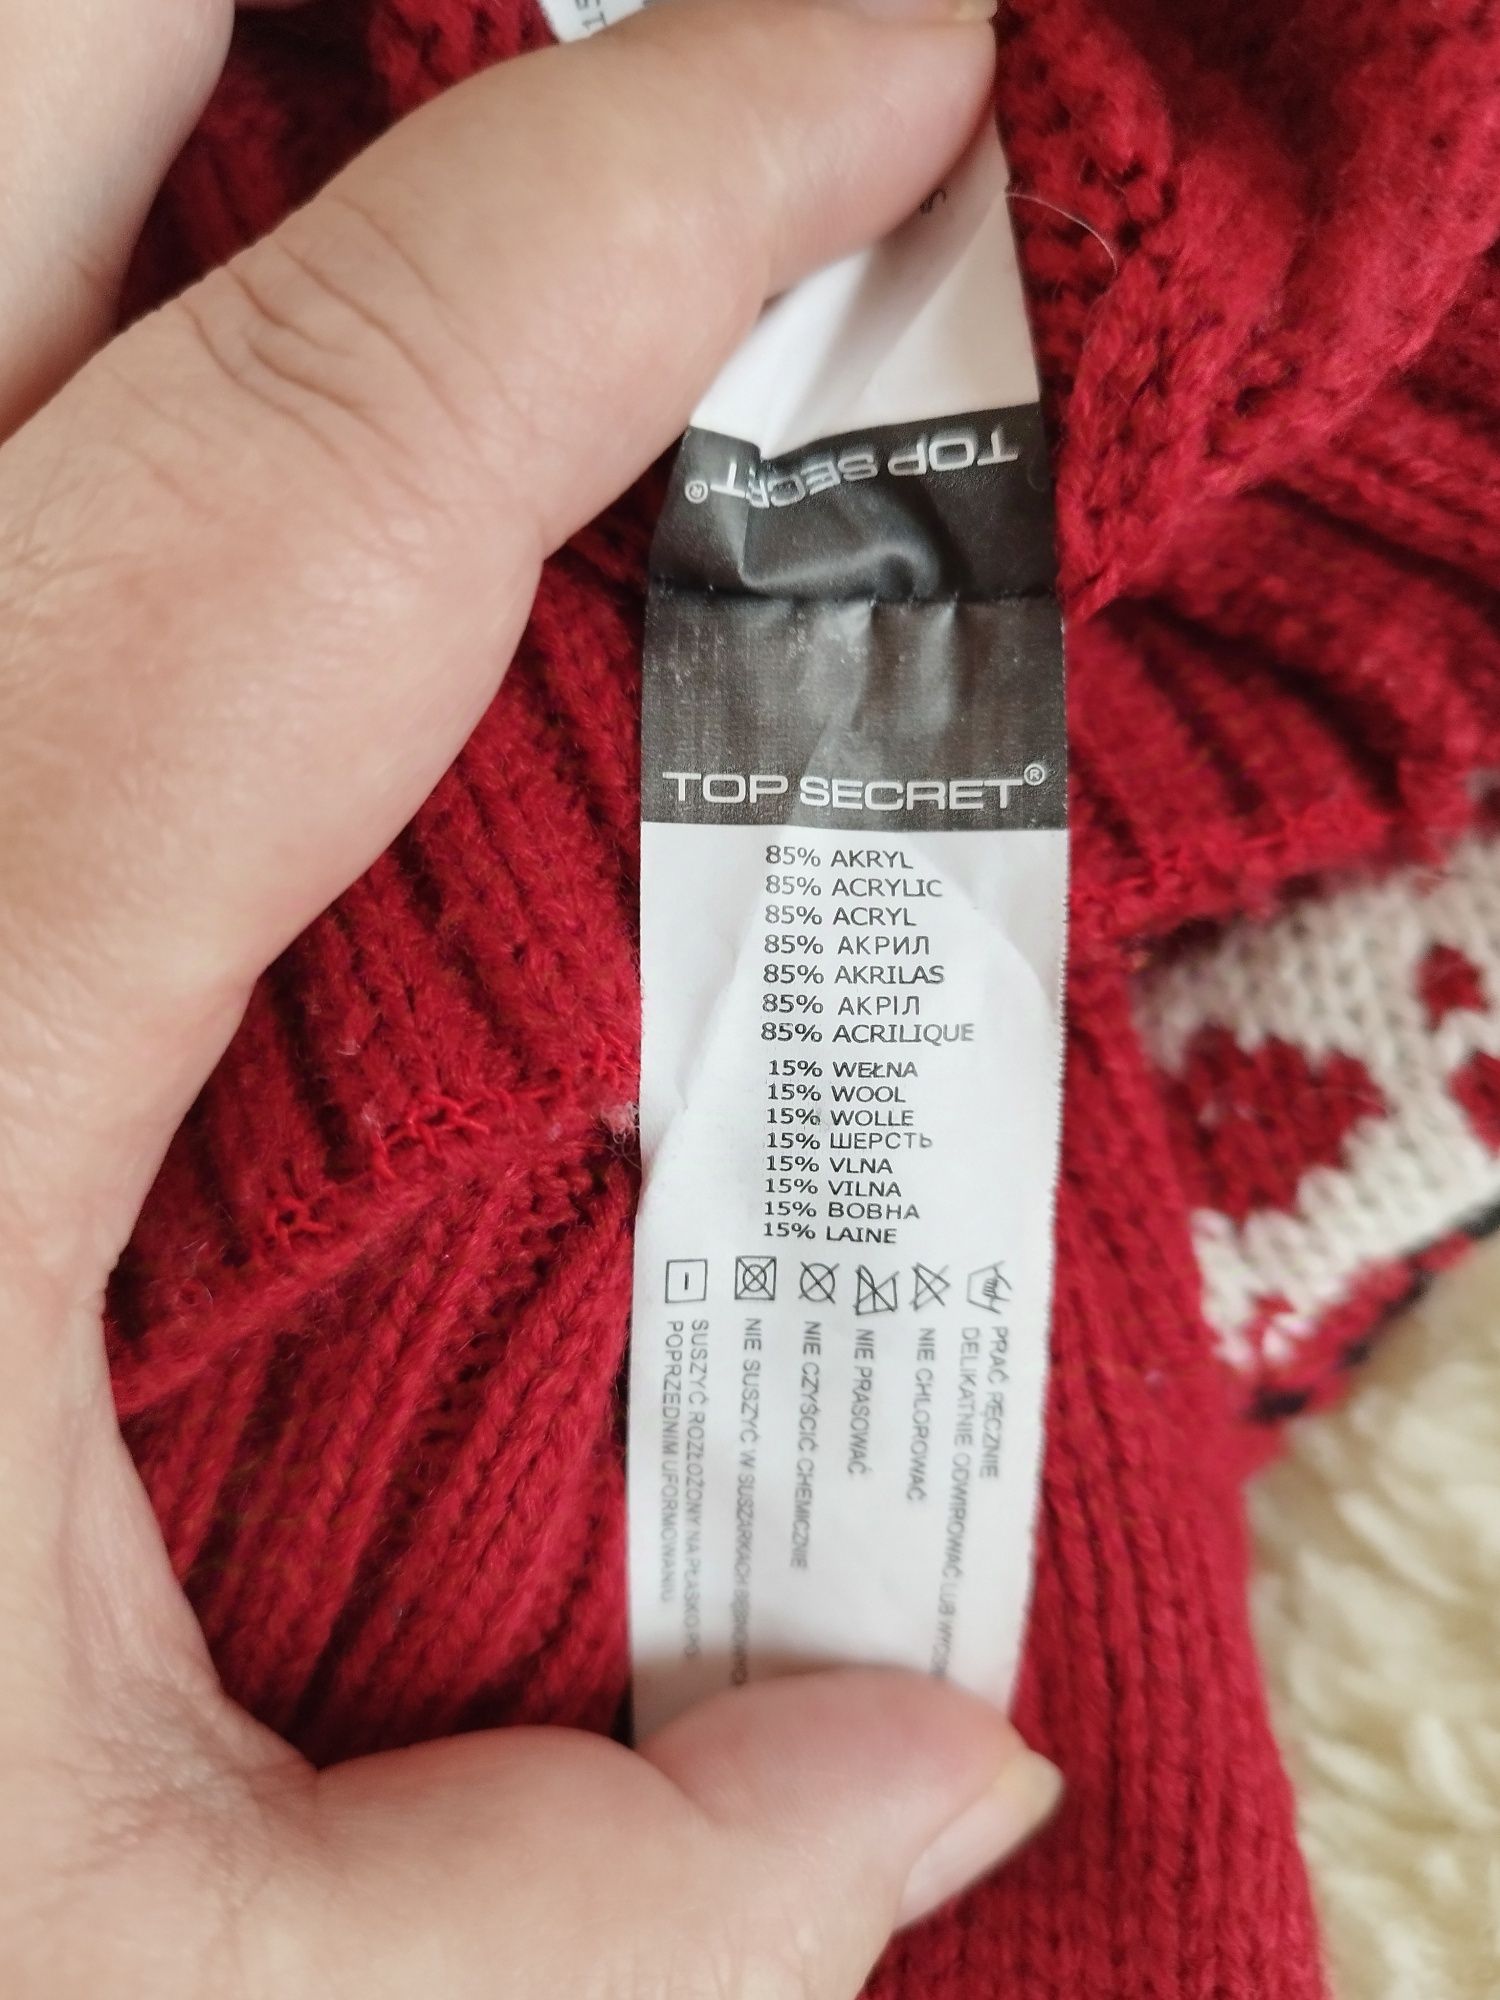 TOP SECRET®
TOP SECRET®
85% AKRYL
85% ACRYLIC
85% ACRYL
85% АКРИЛ
85% AKRILAS
85% АКРІЛ
85% ACRILIQUE
15% WEŁNA
15% WOOL
15% WOLLE
15% ШЕРСТЬ
15% VLNA
15% VILNA
15% ВОВНА
15% LAINE
PRAĆ RĘCZNIE
DELIKATNIE ODWIROWAĆ LUB
NIE CHLOROWAĆ
NIE PRASOWAĆ
NIE CZYŚCIĆ CHEMICZNIE
NIE SUSZYĆ W SUSZARKACH BĘBNOWYCH
SUSZYĆ ROZŁOŻONY NA PŁASKO PO
POPRZEDNIM UFORMOWANIU